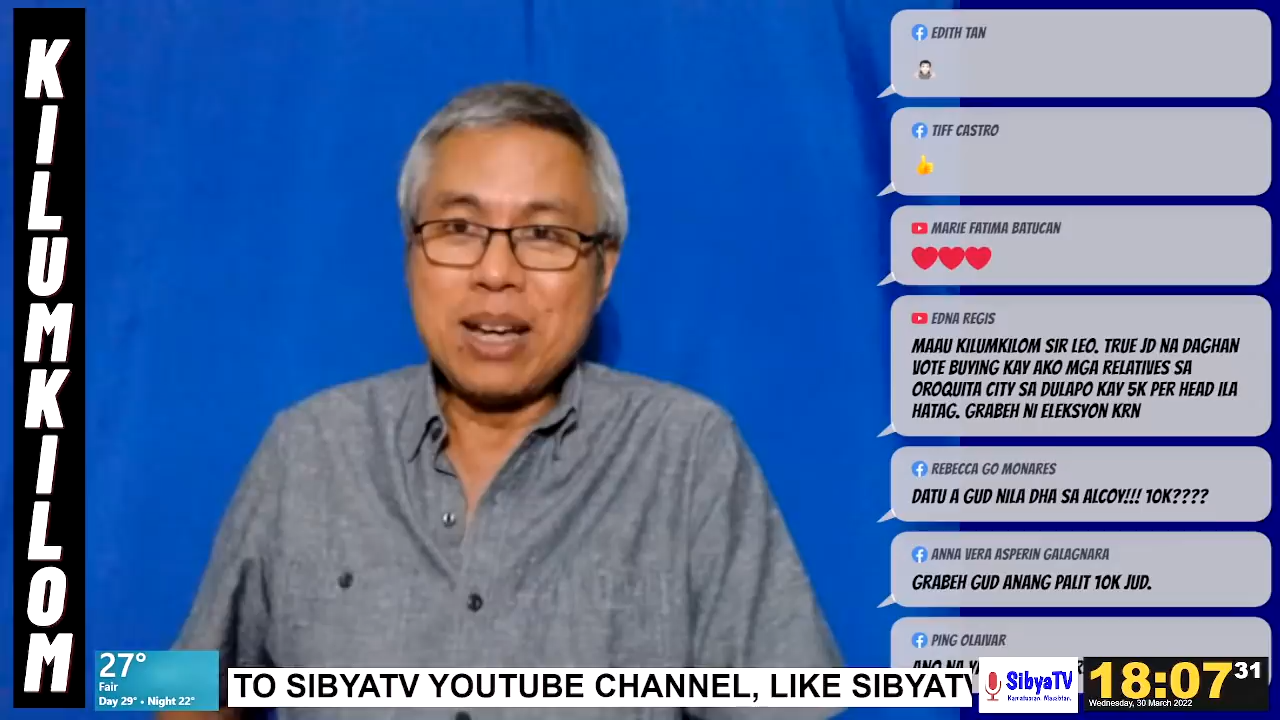 KILUMKILOM
EDITH TAN
TIFF CASTRO
MARIE FATIMA BATUCAN
EDNA REGIS
MAAU KILUMKILOM SIR LEO. TRUE JD NA DAGHAN
VOTE BUYING KAY AKO MGA RELATIVES SA
OROQUITA CITY SA DULAPO KAY 5K PER HEAD ILA
HATAG. GRABEH NI ELEKSYON KRN
REBECCA GO MONARES
DATU A GUD NILA DHA SA ALCOY!!! 10K????
ANNA VERA ASPERIN GALAGNARA
GRABEH GUD ANANG PALIT 10K JUD.
PING OLAIVAR
ANO NA
27°
Fair
Day 29° • Night 22°
TO SIBYATV YOUTUBE CHANNEL, LIKE SIBYATV
SibyaTV
18:07 31
Wednesday, 30 March 2022